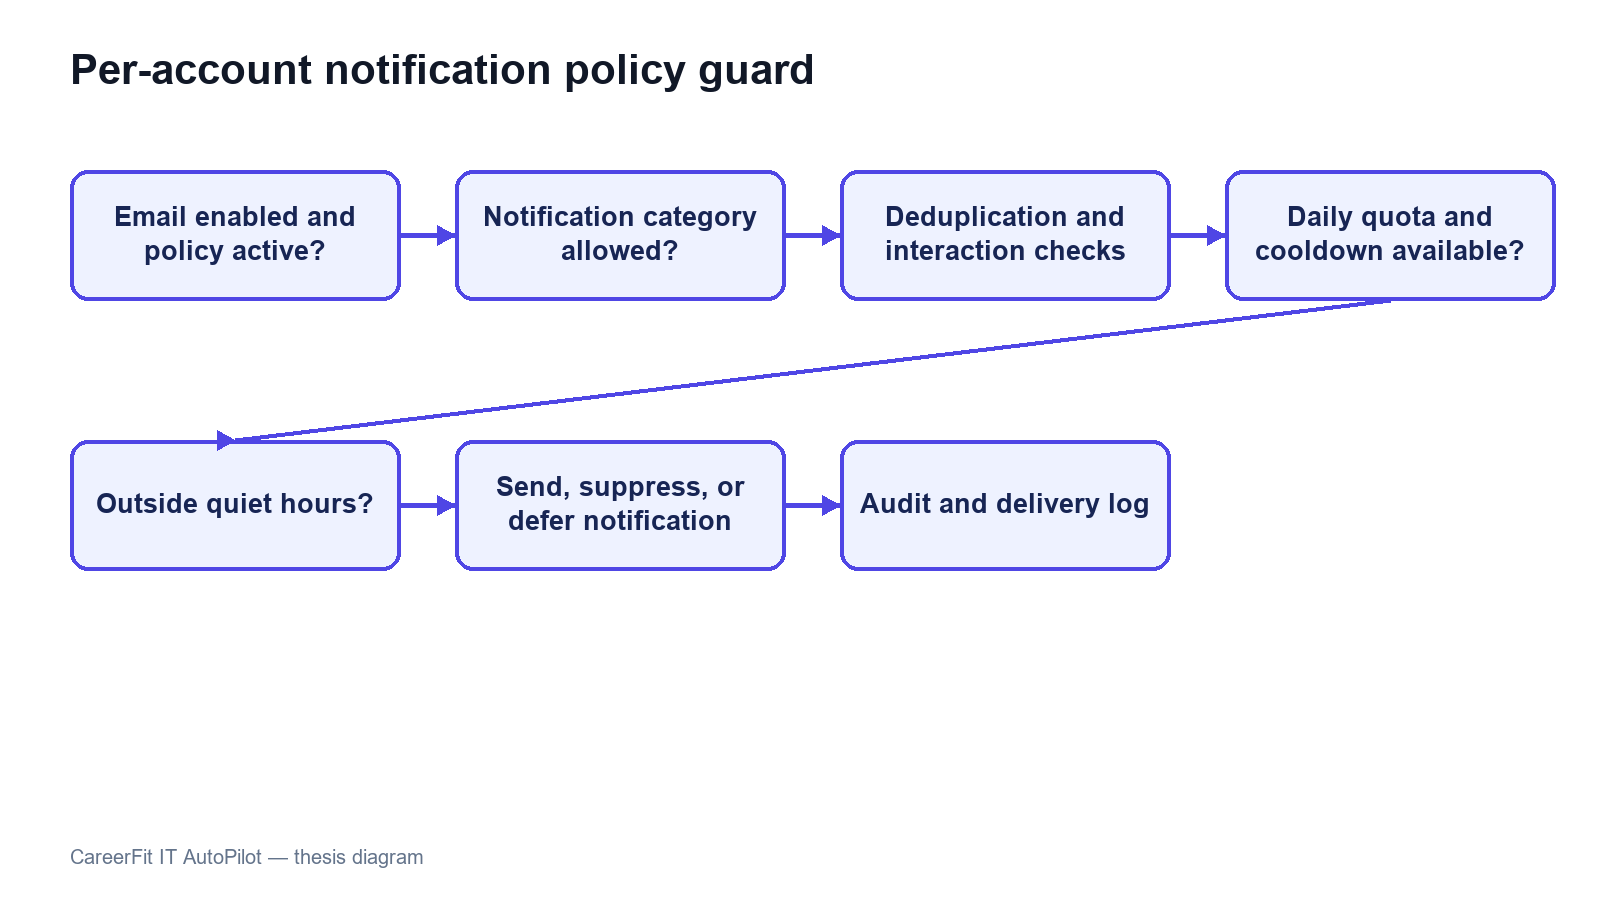 Per-account notification policy guard
Email enabled and
policy active?
Notification category
allowed?
Deduplication and
interaction checks
Daily quota and
cooldown available?
Outside quiet hours?
Send, suppress, or
defer notification
Audit and delivery log
CareerFit IT AutoPilot — thesis diagram